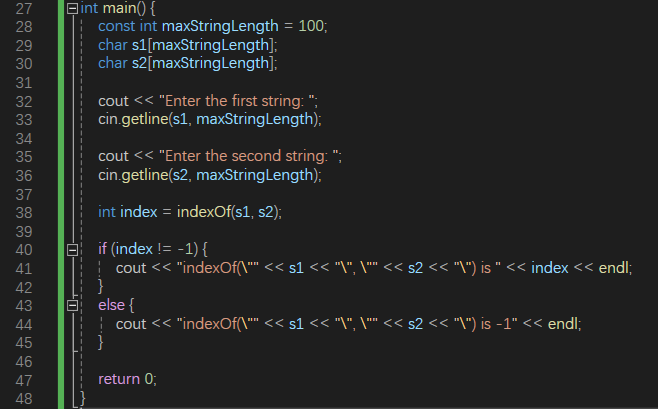 27 int main() {
28 const int maxStringLength = 100;
29 char s1[maxStringLength];
30 char s2[maxStringLength];
31
32 cout << "Enter the first string: ";
33 cin.getline(s1, maxStringLength);
34
35 cout << "Enter the second string: ";
36 cin.getline(s2, maxStringLength);
37
38 int index = indexOf(s1, s2);
39
40 if (index != -1) {
41 cout << "indexOf(\"" << s1 << "\", \"" << s2 << "\") is " << index << endl;
42 }
43 else {
44 cout << "indexOf(\"" << s1 << "\", \"" << s2 << "\") is -1" << endl;
45 }
46
47 return 0;
48 }